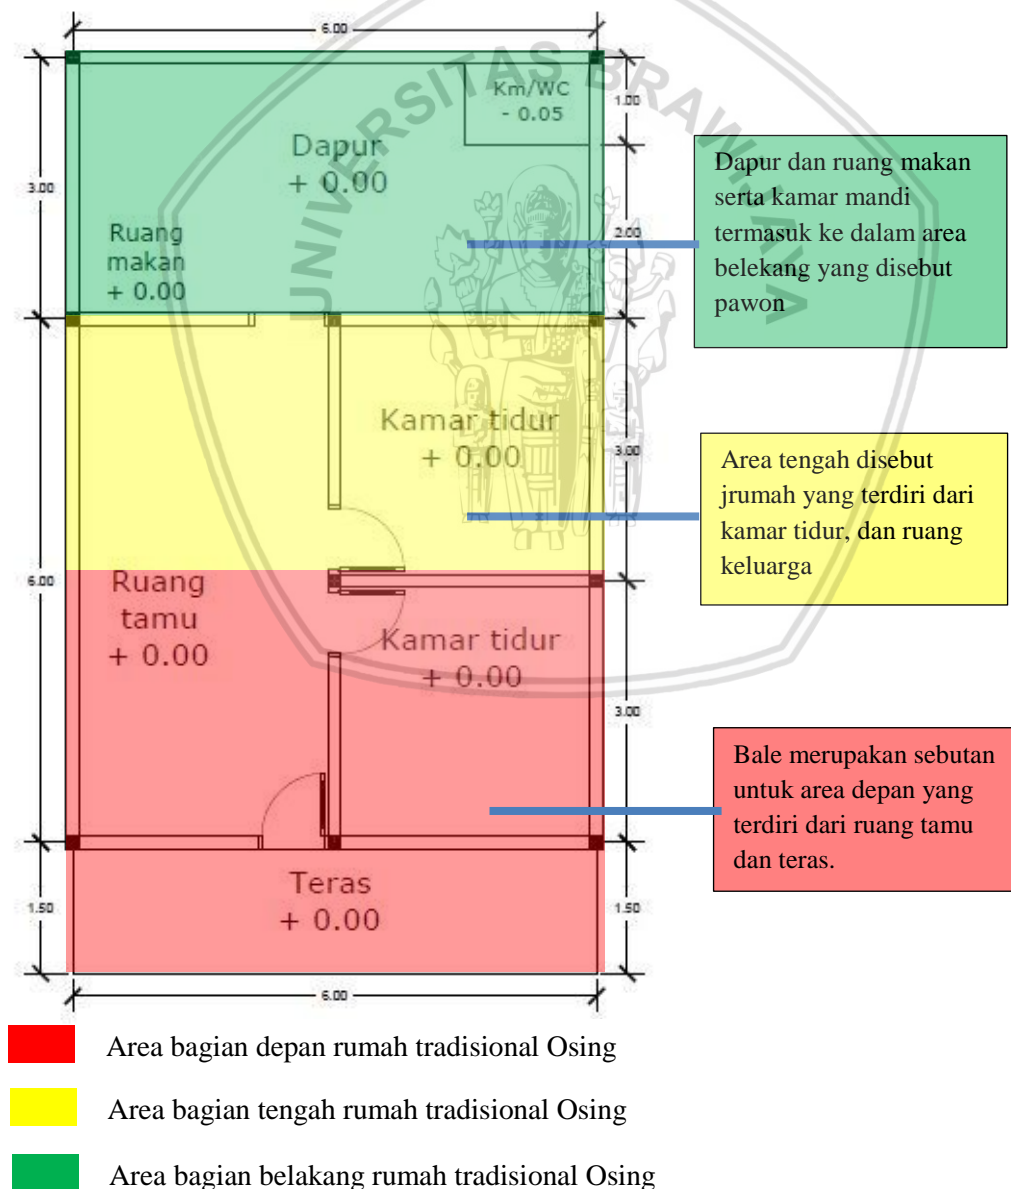 6.00
UNIVERSITAS BRAWIJAYA
Km/WC
- 0.05
1.00
Dapur
+ 0.00
3.00
Ruang
makan
+ 0.00
2.00
Dapur dan ruang makan
serta kamar mandi
termasuk ke dalam area
belekang yang disebut
pawon
Kamar tidur
+ 0.00
3.00
Area tengah disebut
jrumah yang terdiri dari
kamar tidur, dan ruang
keluarga
6.00
Ruang
tamu
+ 0.00
Kamar tidur
+ 0.00
3.00
Bale merupakan sebutan
untuk area depan yang
terdiri dari ruang tamu
dan teras.
Teras
+ 0.00
1.50
1.50
6.00
Area bagian depan rumah tradisional Osing
Area bagian tengah rumah tradisional Osing
Area bagian belakang rumah tradisional Osing